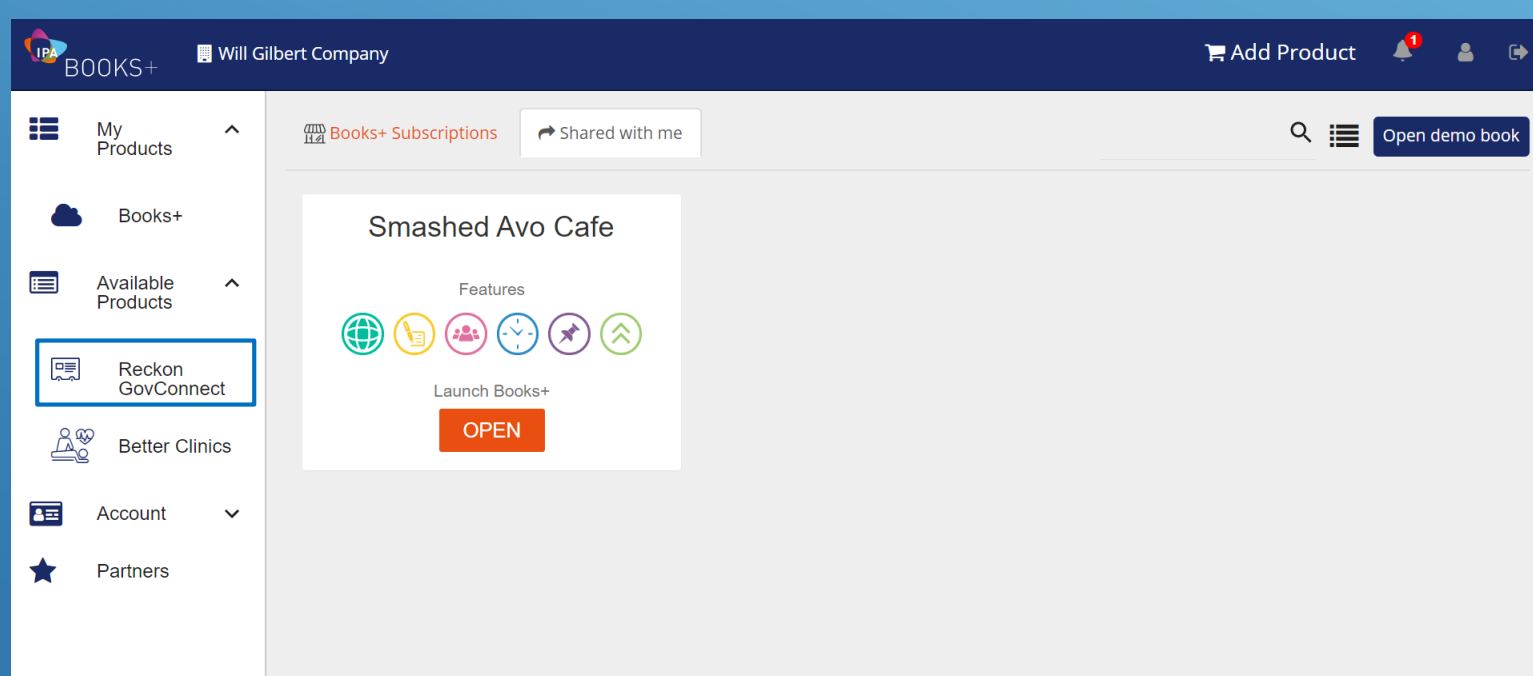 IPA
BOOKS+
Will Gilbert Company
Add Product
1
My
Products
Books+
Available
Products
Reckon
GovConnect
Better Clinics
Account
Partners
Books+ Subscriptions
Shared with me
Open demo book
Smashed Avo Cafe
Features
Launch Books+
OPEN